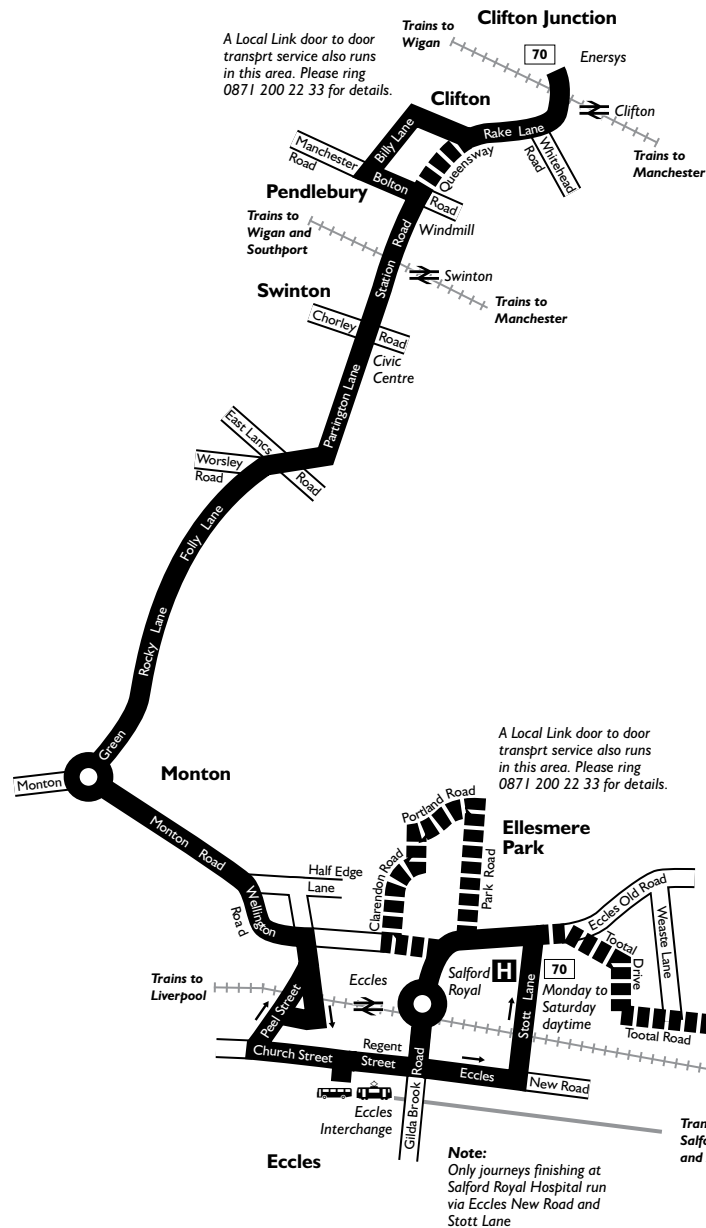 Clifton Junction
Trains to
Wigan
A Local Link door to door
transprt service also runs
in this area. Please ring
0871 200 22 33 for details.
70
Enersys
Clifton
Clifton
Rake Lane
Billy Lane
Whitehead
Road
Trains to
Manchester
Manchester
Road
Queensway
Bolton
Road
Pendlebury
Windmill
Trains to
Wigan and
Southport
Station Road
Swinton
Swinton
Trains to
Manchester
Chorley
Road
Civic
Centre
Partington Lane
East Lancs
Road
Worsley
Road
Folly Lane
Rocky Lane
Green
Monton
Monton
A Local Link door to door
transprt service also runs
in this area. Please ring
0871 200 22 33 for details.
Monton Road
Portland Road
Ellesmere
Park
Half Edge
Lane
Clarendon Road
Park Road
Eccles Old Road
Wellington
Road
Weaste Lane
Tootal
Drive
Trains to
Liverpool
Eccles
Salford
Royal
H
70
Monday to
Saturday
daytime
Stott Lane
Peel Street
Tootal Road
Church Street
Regent
Street
Eccles
New Road
Gilda Brook Road
Eccles
Interchange
Tran
Salfo
and
Eccles
Note:
Only journeys finishing at
Salford Royal Hospital run
via Eccles New Road and
Stott Lane